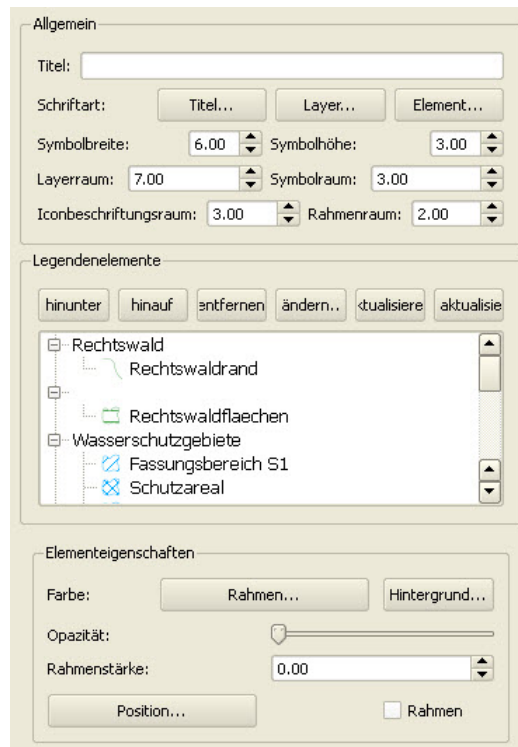 Allgemein
Titel:
Schriftart: Titel... Layer... Element...
Symbolbreite: 6.00 Symbolhöhe: 3.00
Layerraum: 7.00 Symbolraum: 3.00
Iconbeschriftungsraum: 3.00 Rahmenraum: 2.00
Legendenelemente
hinunter hinauf entfernen ändern.. ktualisiere aktualisie
Rechtswald
Rechtswaldrand
Rechtswaldflaechen
Wasserschutzgebiete
Fassungsbereich S1
Schutzareal
Elementeigenschaften
Farbe: Rahmen... Hintergrund...
Opazität:
Rahmenstärke: 0.00
Position... Rahmen